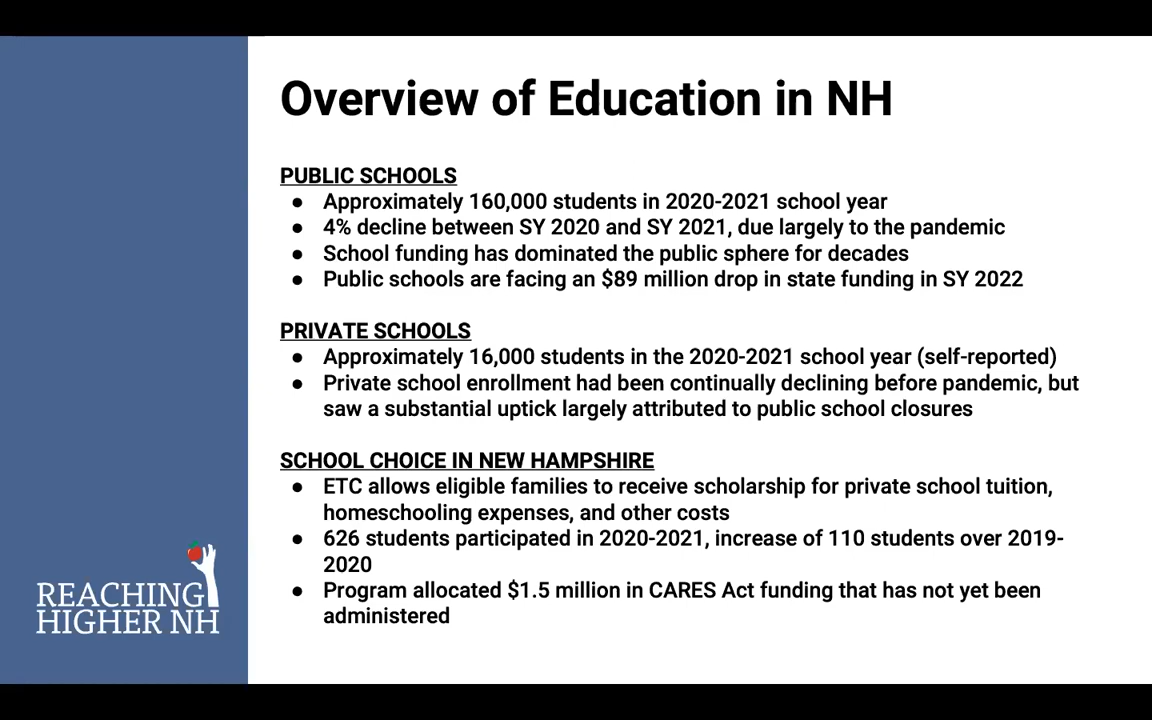 Overview of Education in NH
PUBLIC SCHOOLS
● Approximately 160,000 students in 2020-2021 school year
● 4% decline between SY 2020 and SY 2021, due largely to the pandemic
● School funding has dominated the public sphere for decades
● Public schools are facing an $89 million drop in state funding in SY 2022
PRIVATE SCHOOLS
● Approximately 16,000 students in the 2020-2021 school year (self-reported)
● Private school enrollment had been continually declining before pandemic, but
saw a substantial uptick largely attributed to public school closures
SCHOOL CHOICE IN NEW HAMPSHIRE
● ETC allows eligible families to receive scholarship for private school tuition,
homeschooling expenses, and other costs
● 626 students participated in 2020-2021, increase of 110 students over 2019-
2020
● Program allocated $1.5 million in CARES Act funding that has not yet been
administered
REACHING
HIGHER NH